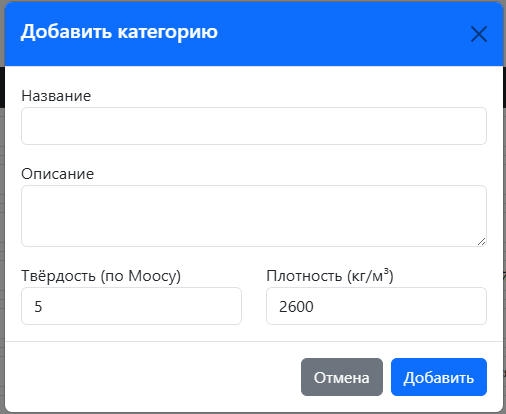 Добавить категорию
Название
Описание
Твёрдость (по Моосу) Плотность (кг/м³)
5 2600
Отмена Добавить